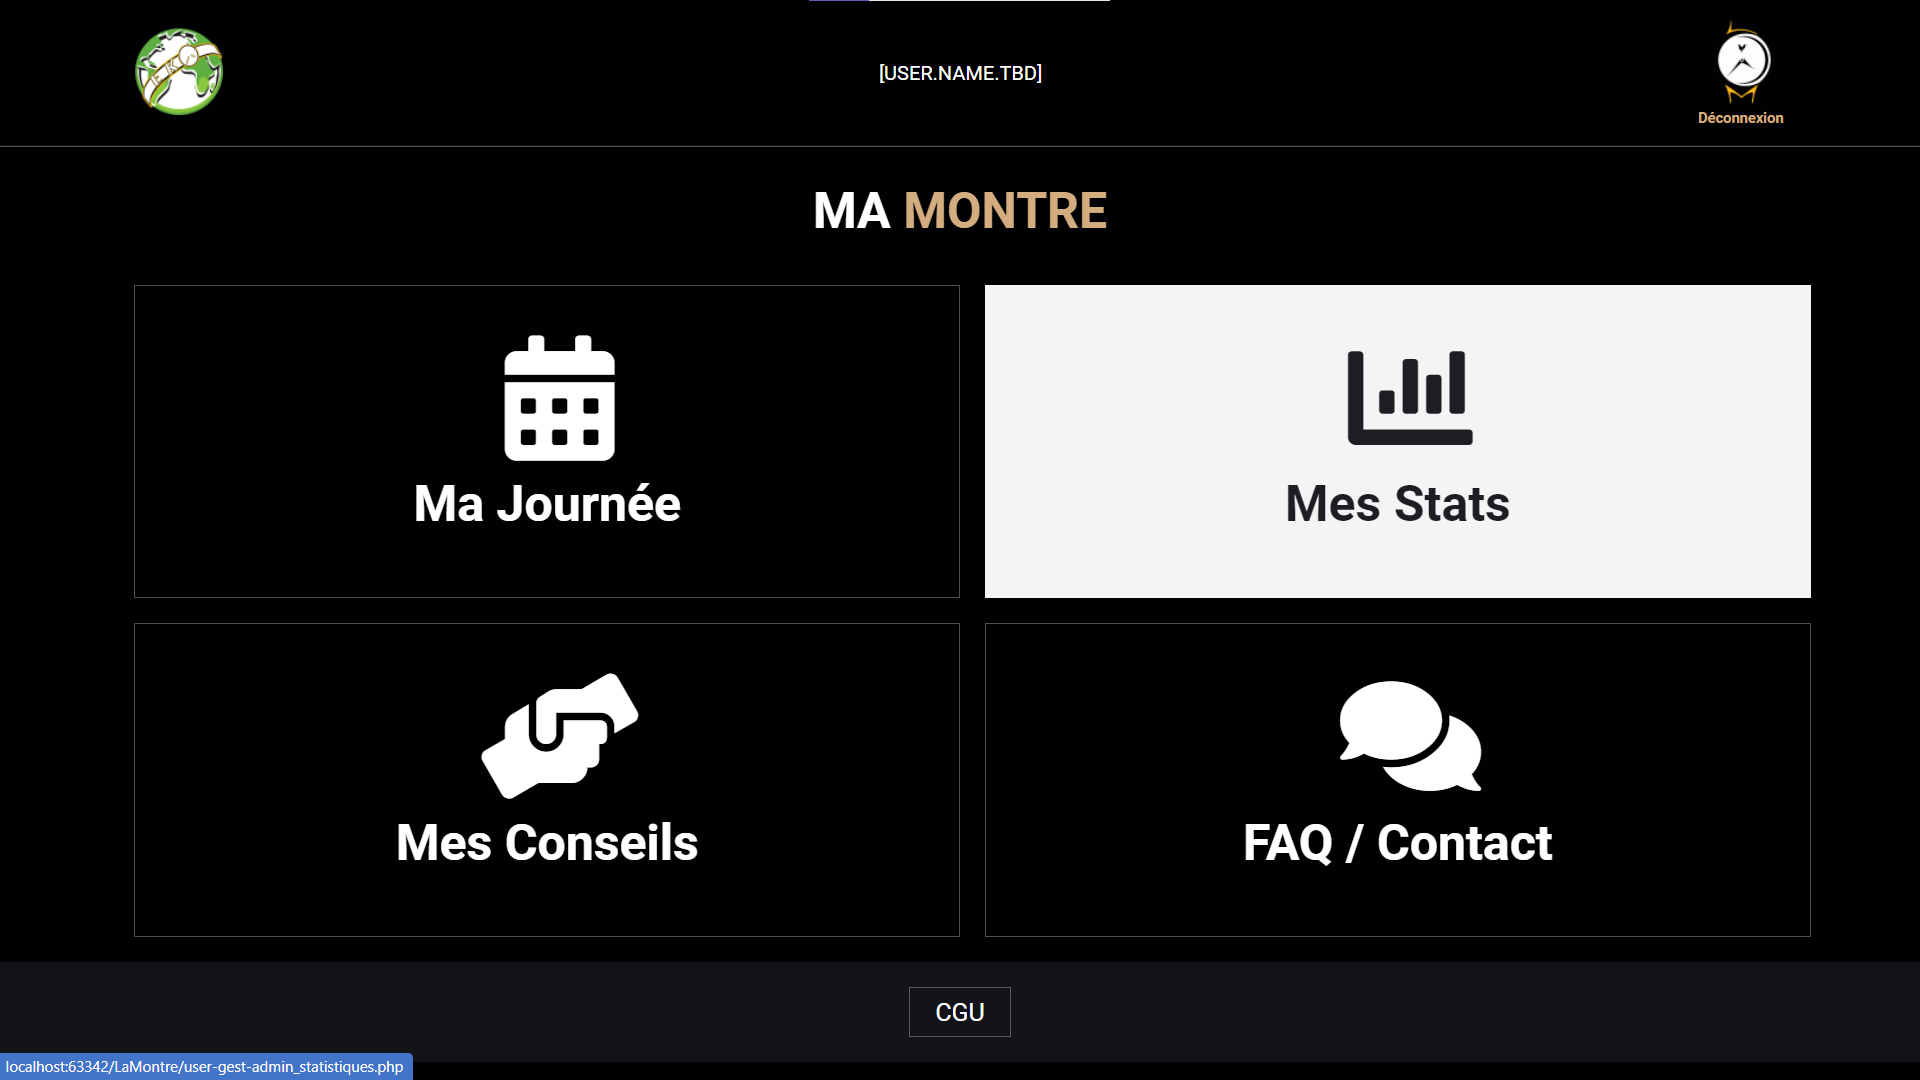 [USER.NAME.TBD]
Déconnexion
MA MONTRE
Ma Journée
Mes Stats
Mes Conseils
FAQ / Contact
CGU
localhost:63342/LaMontre/user-gest-admin_statistiques.php